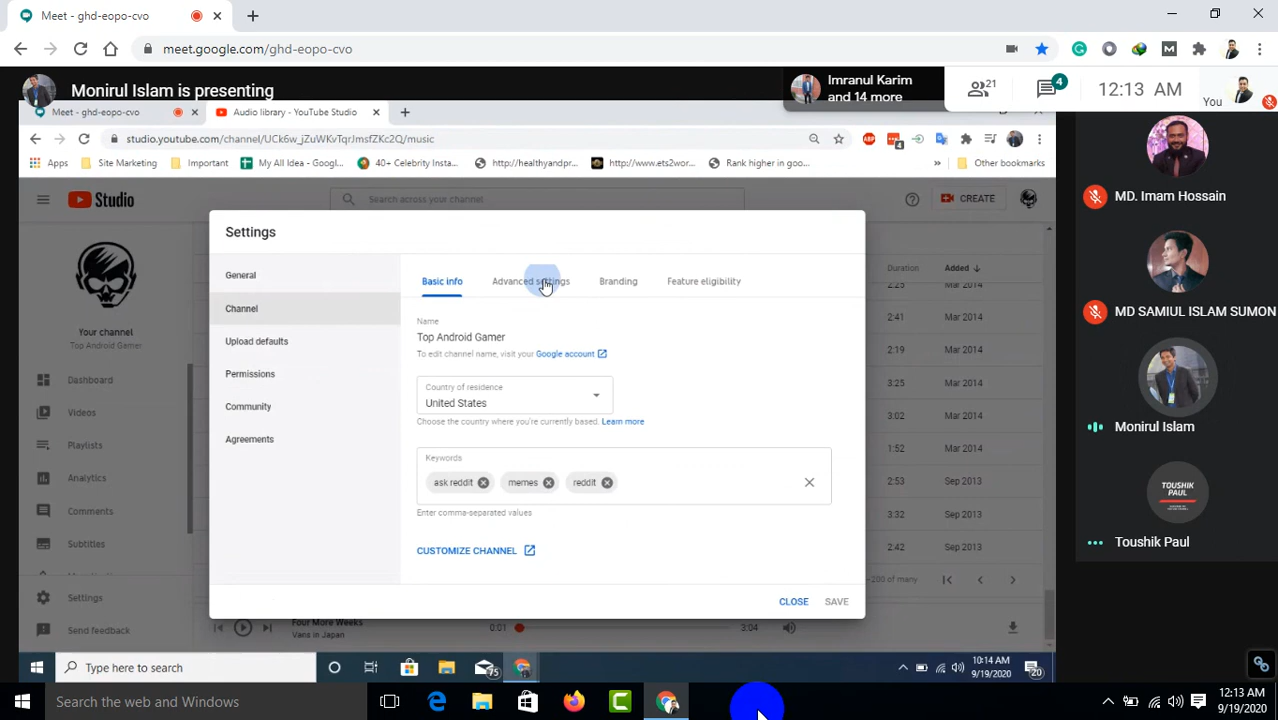 Meet - ghd-eopo-cvo
meet.google.com/ghd-eopo-cvo
Monirul Islam is presenting
Imranul Karim
and 14 more
21
4
12:13 AM
You
Meet - ghd-eopo-cvo
Audio library - YouTube Studio
studio.youtube.com/channel/UCk6w_jZuWKvTqrJmsfZKc2Q/music
Apps
Site Marketing
Important
My All Idea - Googl...
40+ Celebrity Insta...
http://healthyandpr...
http://www.ets2wor...
Rank higher in goo...
Other bookmarks
Studio
Search across your channel
CREATE
Your channel
Top Android Gamer
Dashboard
Videos
Playlists
Analytics
Comments
Subtitles
Settings
Send feedback
Settings
General
Channel
Upload defaults
Permissions
Community
Agreements
Basic info
Advanced settings
Branding
Feature eligibility
Name
Top Android Gamer
To edit channel name, visit your Google account
Country of residence
United States
Choose the country where you're currently based. Learn more
Keywords
ask reddit
memes
reddit
Enter comma-separated values
CUSTOMIZE CHANNEL
CLOSE
SAVE
Duration
Added
2:25 Mar 2014
2:41 Mar 2014
2:19 Mar 2014
3:25 Mar 2014
3:02 Mar 2014
1:52 Mar 2014
2:53 Sep 2013
3:32 Sep 2013
2:42 Sep 2013
- 200 of many
Four More Weeks
Vans in Japan
0:01
3:04
Type here to search
75
10:14 AM
9/19/2020
20
MD. Imam Hossain
MD SAMIUL ISLAM SUMON
Monirul Islam
TOUSHIK
PAUL
Toushik Paul
Search the web and Windows
12:13 AM
9/19/2020